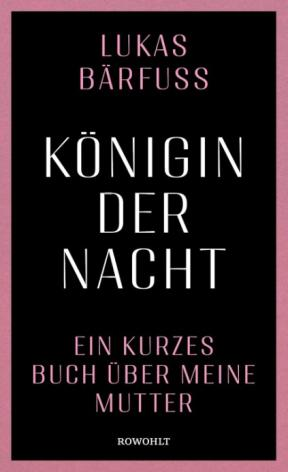 LUKAS
BÄRFUSS
KÖNIGIN
DER
NACHT
EIN KURZES
BUCH ÜBER MEINE
MUTTER
ROWOHLT